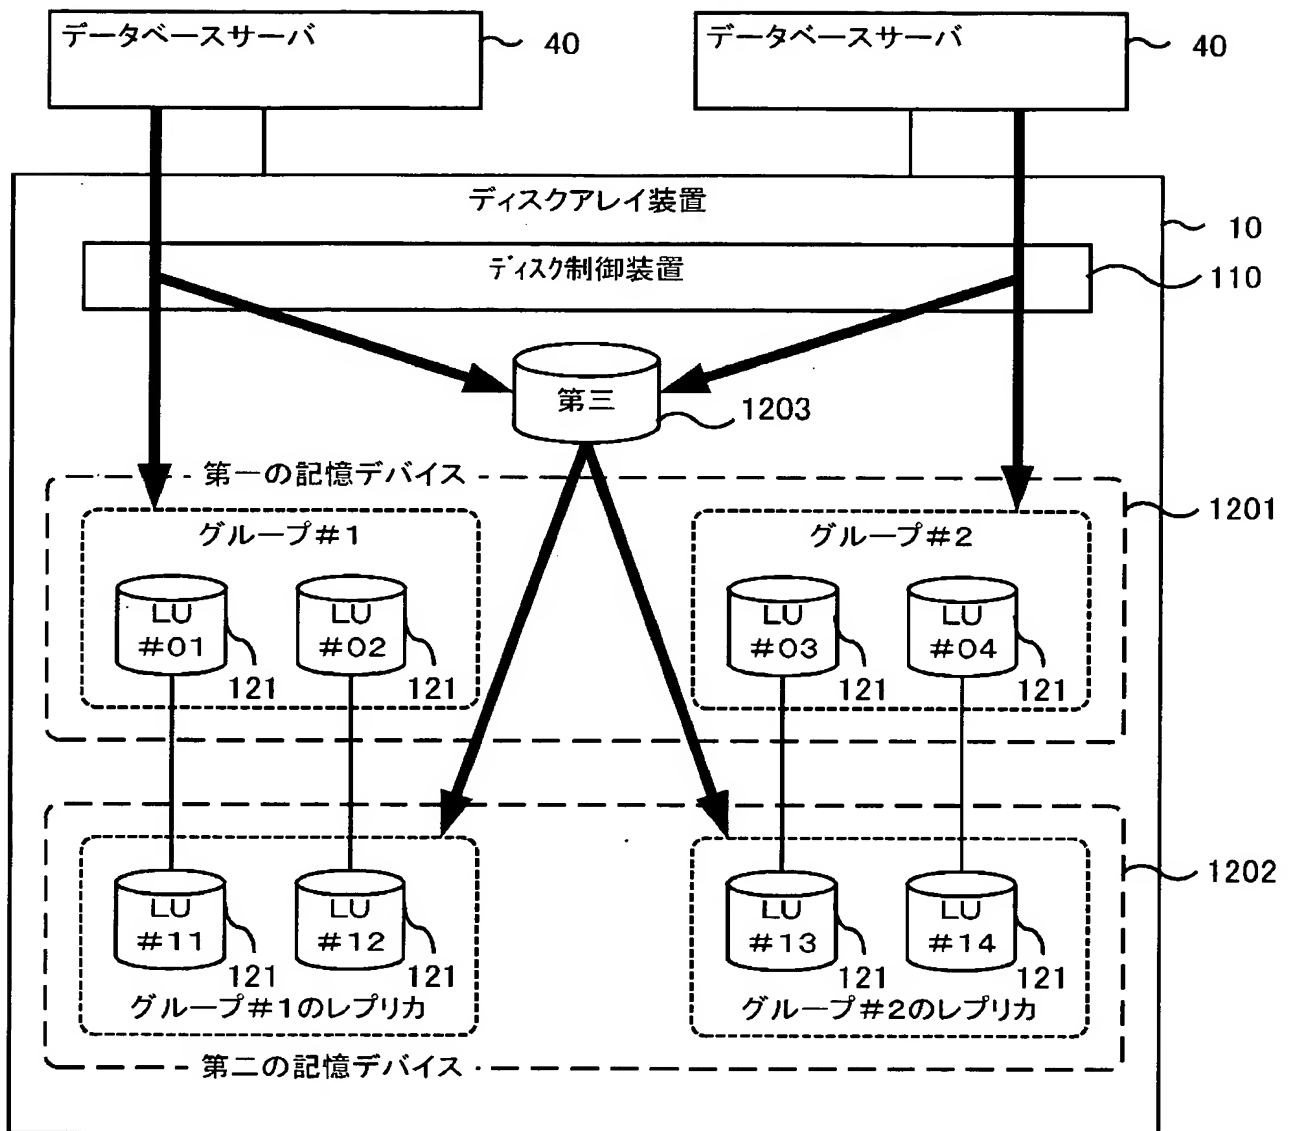 データベースサーバ
40
データベースサーバ
40
ディスクアレイ装置
10
ディスク制御装置
110
第三
1203
第一の記憶デバイス
1201
グループ#1
グループ#2
LU
#01
121
LU
#02
121
LU
#03
121
LU
#04
121
1202
LU
#11
121
LU
#12
121
LU
#13
121
LU
#14
121
グループ#1のレプリカ
グループ#2のレプリカ
第二の記憶デバイス